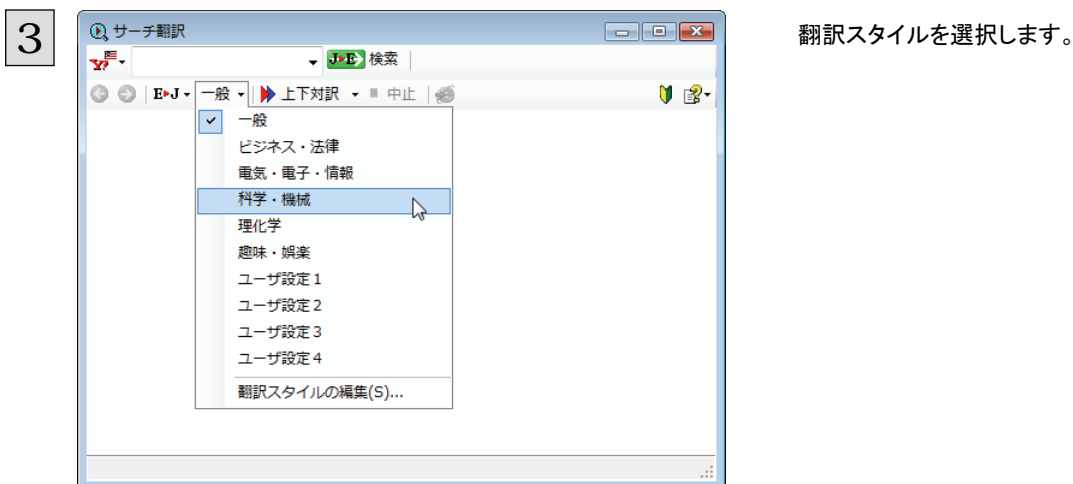 3
サーチ翻訳
翻訳スタイルを選択します。
Y? J▶E 検索
E▶J 一般 上下対訳 中止
一般
ビジネス・法律
電気・電子・情報
科学・機械
理化学
趣味・娯楽
ユーザ設定1
ユーザ設定2
ユーザ設定3
ユーザ設定4
翻訳スタイルの編集(S)...